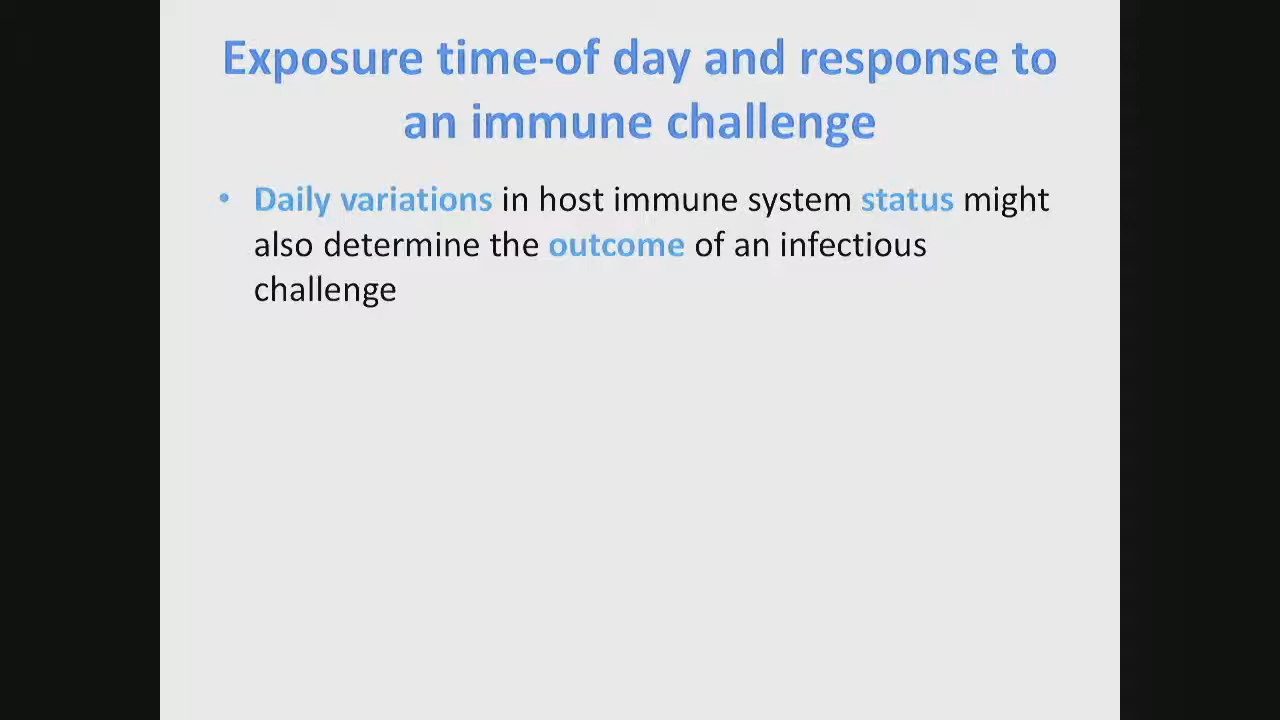 Exposure time-of day and response to
an immune challenge
• Daily variations in host immune system status might
also determine the outcome of an infectious
challenge